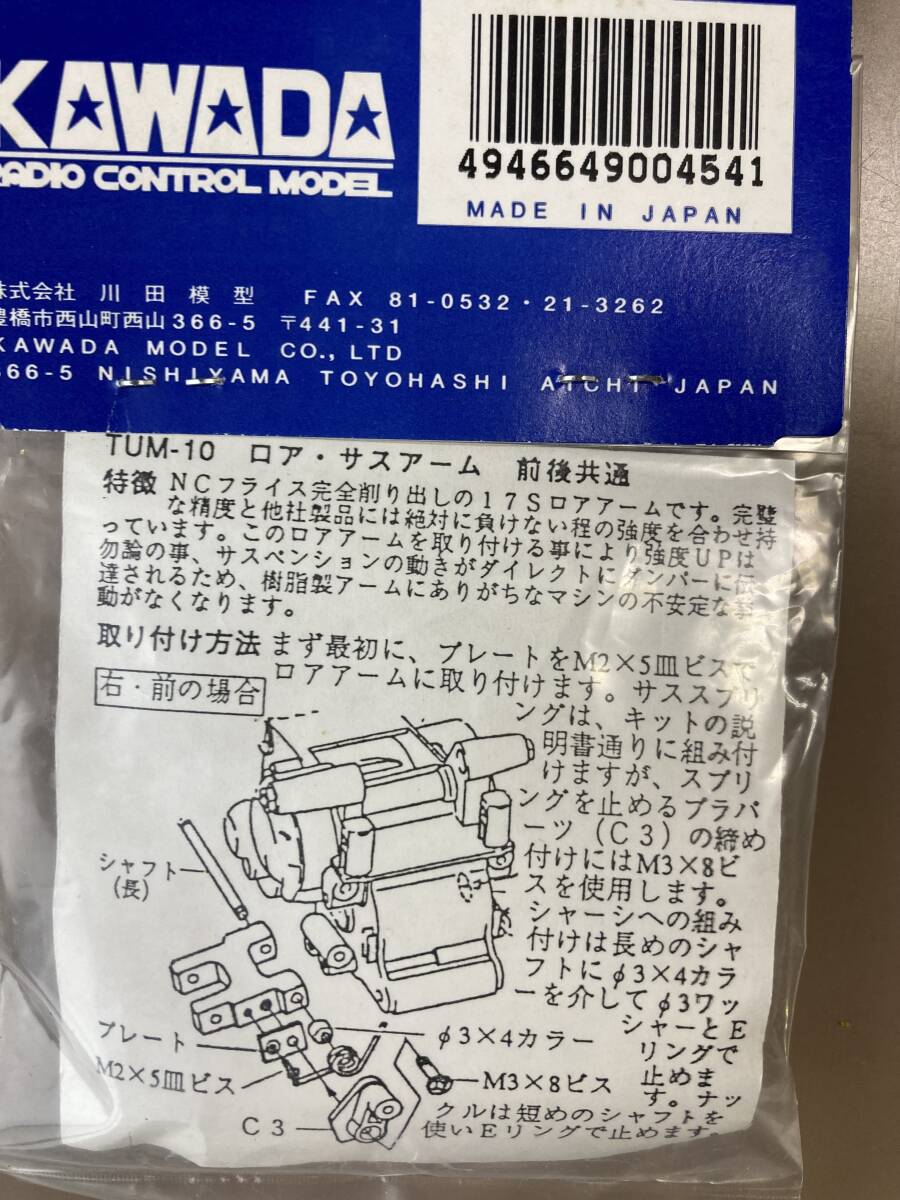 KAWADA
RADIO CONTROL MODEL
4946649004541
MADE IN JAPAN
株式会社 川田模型 FAX 81-0532・21-3262
豊橋市西山町西山366-5 〒441-31
KAWADA MODEL CO., LTD
366-5 NISHIYAMA TOYOHASHI AICHI JAPAN
TUM-10 ロア・サスアーム 前後共通
特徴 NCフライス完全削り出しの17Sロアアームです。完璧
な精度と他社製品には絶対に負けない程の強度を合わせ持
っています。このロアアームを取り付ける事により強度UPは
勿論の事、サスペンションの動きがダイレクトにダンパーに伝
達されるため、樹脂製アームにありがちなマシンの不安定な挙
動がなくなります。
取り付け方法 まず最初に、プレートをM2×5皿ビスで
ロアアームに取り付けます。サススプリ
ングは、キットの説
明書通りに組み付
けますが、スプリ
ングを止めるプラパ
ーツ(C3)の締め
付けにはM3×8ビ
スを使用します。
シャーシへの組み
付けは長めのシャ
フトにφ3×4カラ
ーを介してφ3ワッ
シャーとE
リングで
止めま
す。ナッ
クルは短めのシャフトを
使いEリングで止めます。
右・前の場合
シャフト
(長)
プレート
M2×5皿ビス
φ3×4カラー
M3×8ビス
C3